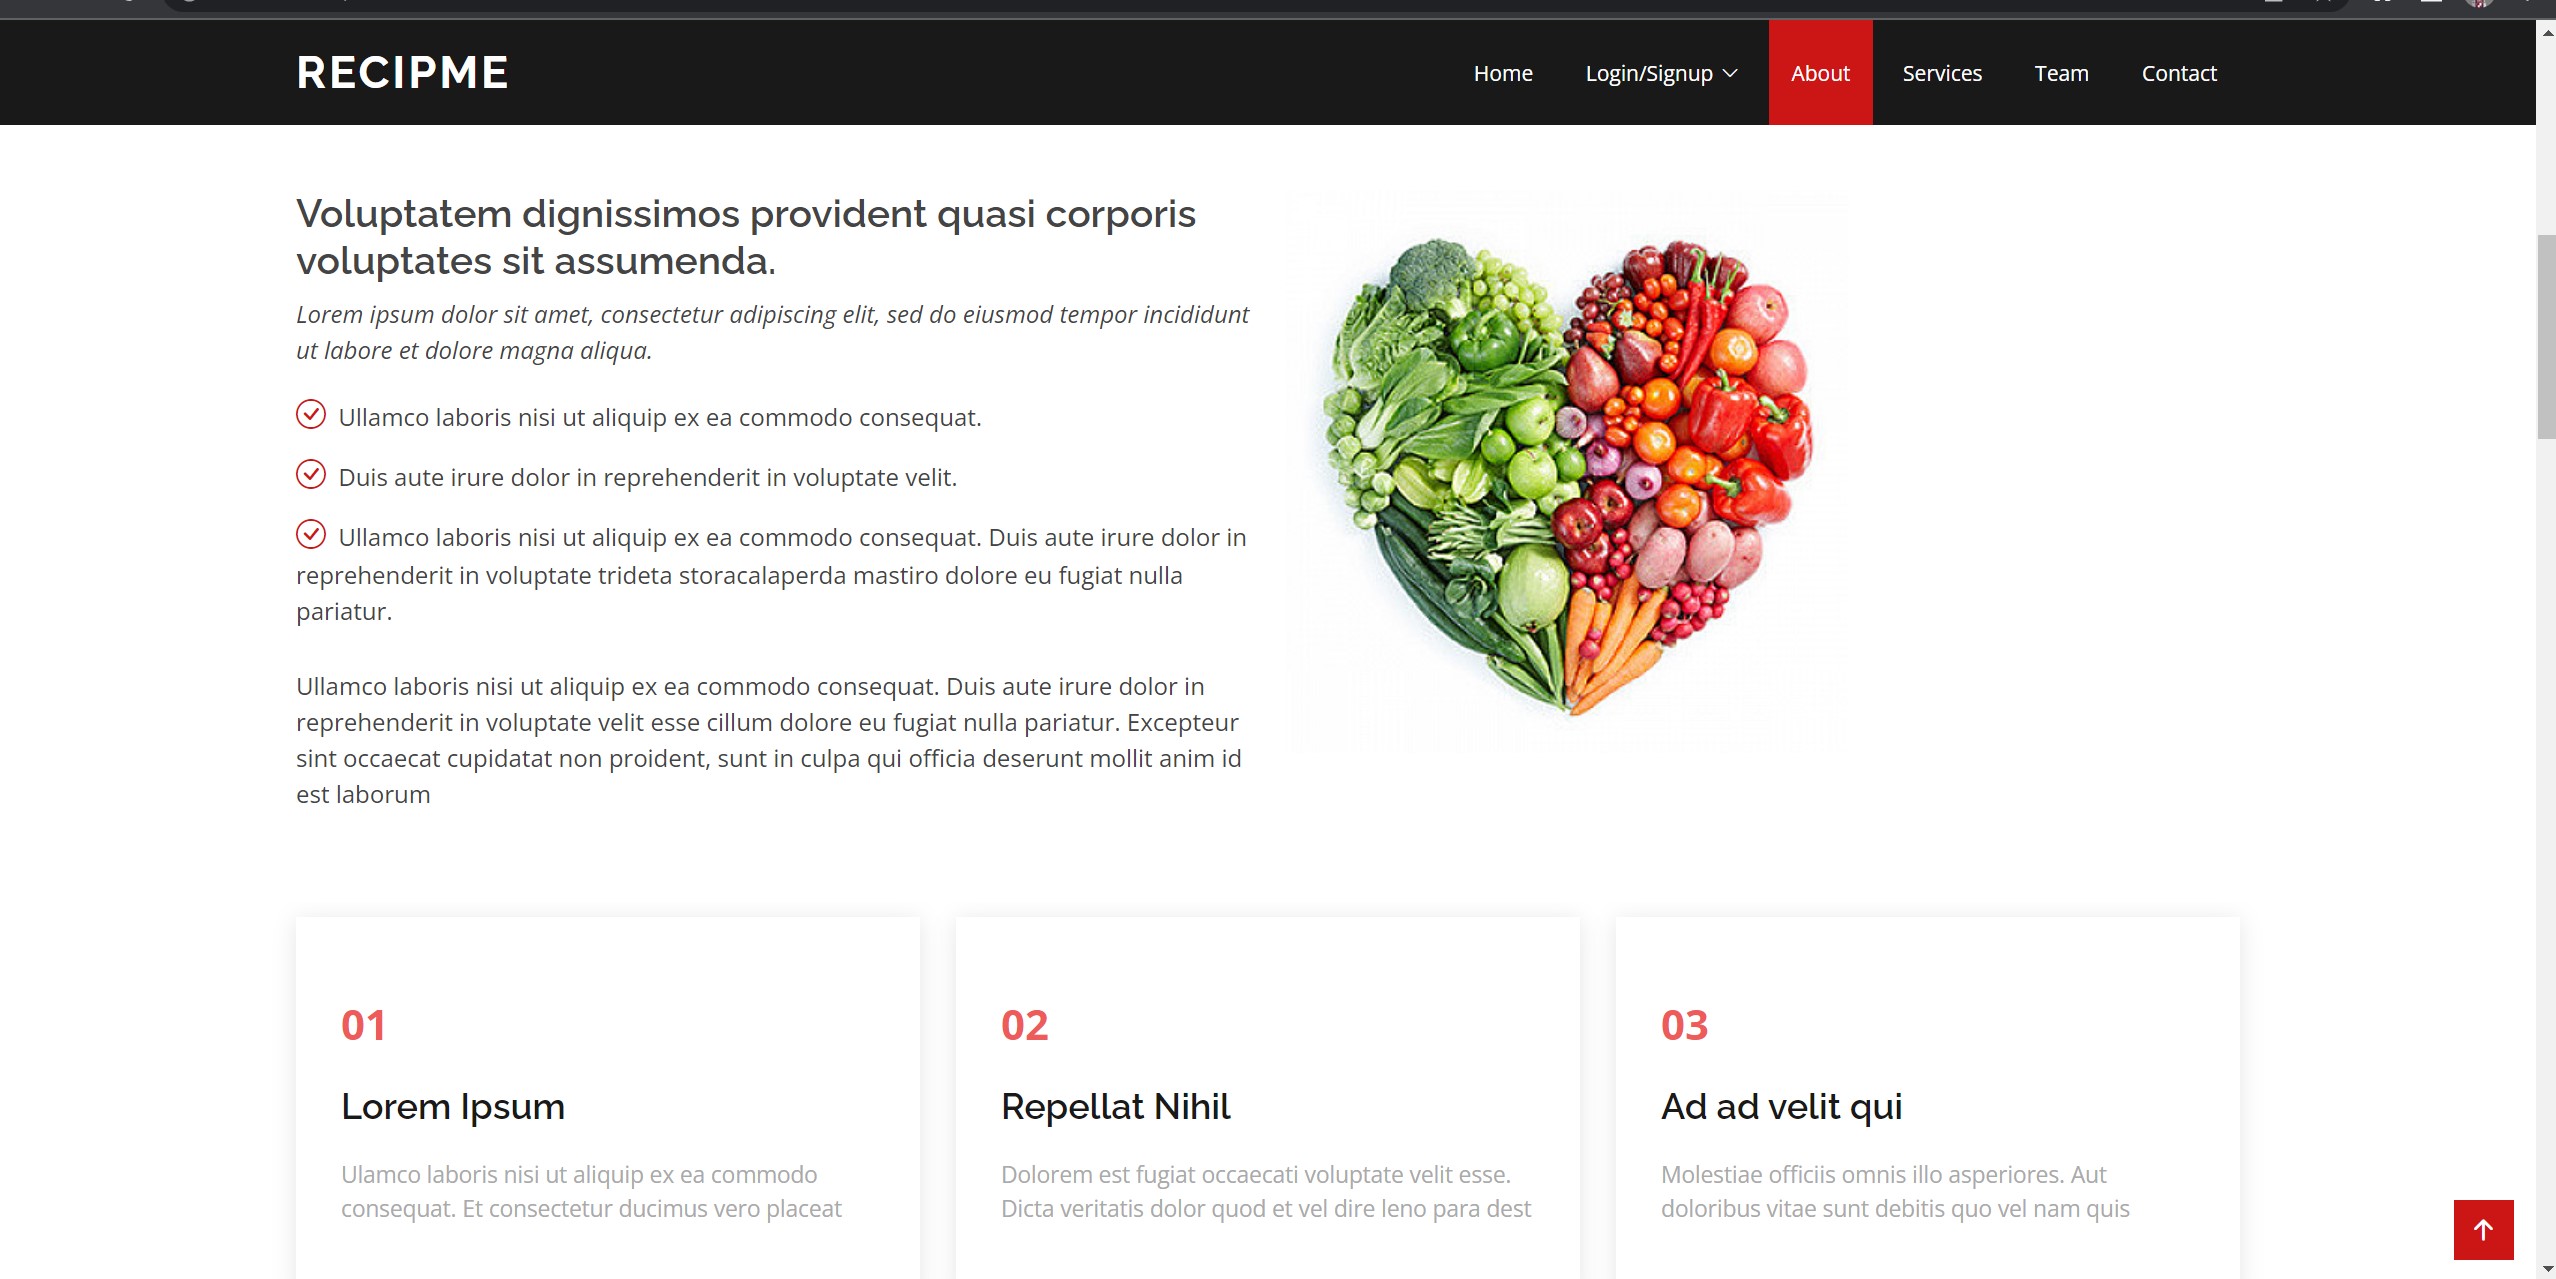 RECIPME
Home Login/Signup About Services Team Contact
Voluptatem dignissimos provident quasi corporis
voluptates sit assumenda.
Lorem ipsum dolor sit amet, consectetur adipiscing elit, sed do eiusmod tempor incididunt
ut labore et dolore magna aliqua.
Ullamco laboris nisi ut aliquip ex ea commodo consequat.
Duis aute irure dolor in reprehenderit in voluptate velit.
Ullamco laboris nisi ut aliquip ex ea commodo consequat. Duis aute irure dolor in
reprehenderit in voluptate trideta storacalaperda mastiro dolore eu fugiat nulla
pariatur.
Ullamco laboris nisi ut aliquip ex ea commodo consequat. Duis aute irure dolor in
reprehenderit in voluptate velit esse cillum dolore eu fugiat nulla pariatur. Excepteur
sint occaecat cupidatat non proident, sunt in culpa qui officia deserunt mollit anim id
est laborum
01
Lorem Ipsum
Ulamco laboris nisi ut aliquip ex ea commodo
consequat. Et consectetur ducimus vero placeat
02
Repellat Nihil
Dolorem est fugiat occaecati voluptate velit esse.
Dicta veritatis dolor quod et vel dire leno para dest
03
Ad ad velit qui
Molestiae officiis omnis illo asperiores. Aut
doloribus vitae sunt debitis quo vel nam quis